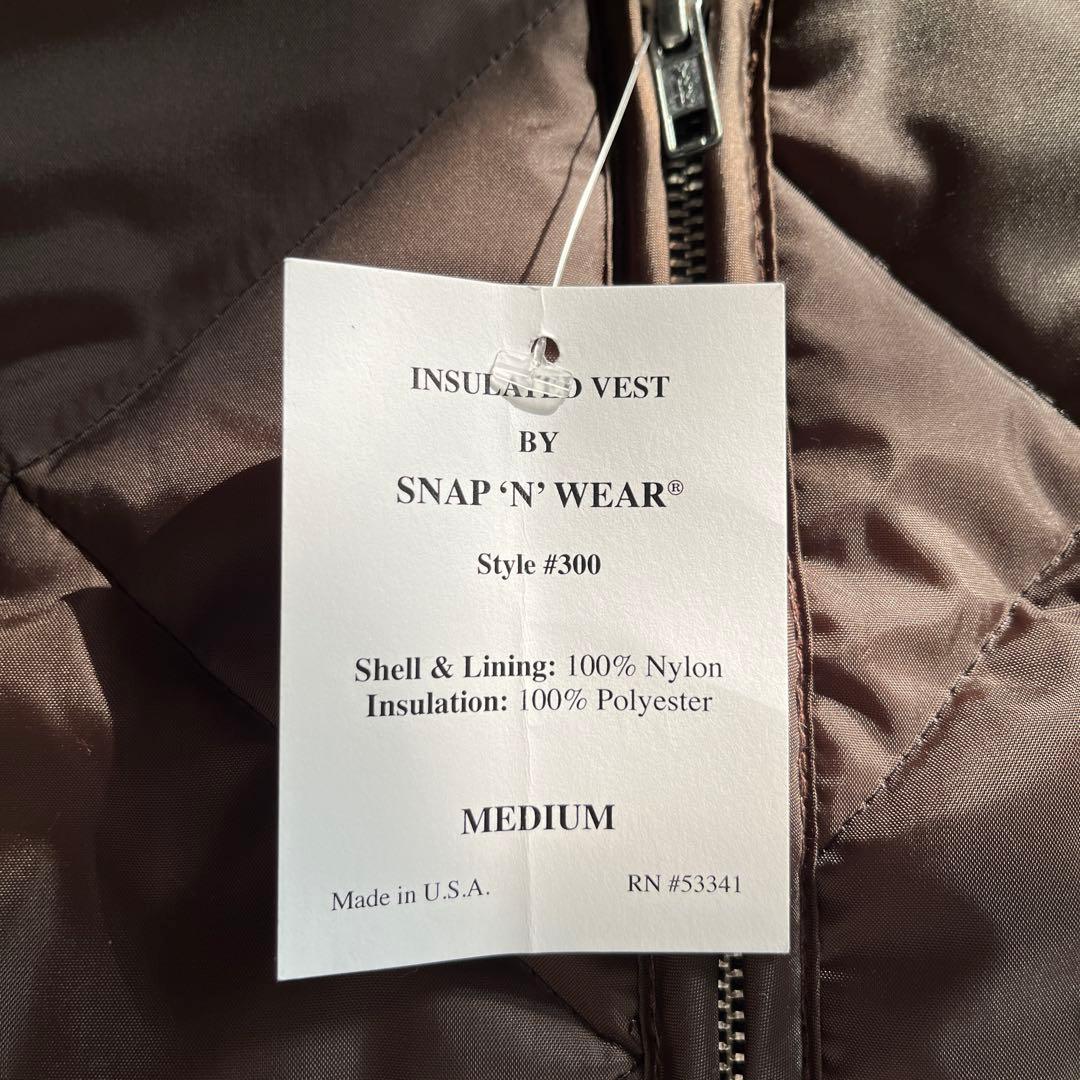 INSULATED VEST
BY
SNAP ‘N’ WEAR®
Style #300
Shell & Lining: 100% Nylon
Insulation: 100% Polyester
MEDIUM
Made in U.S.A.
RN #53341